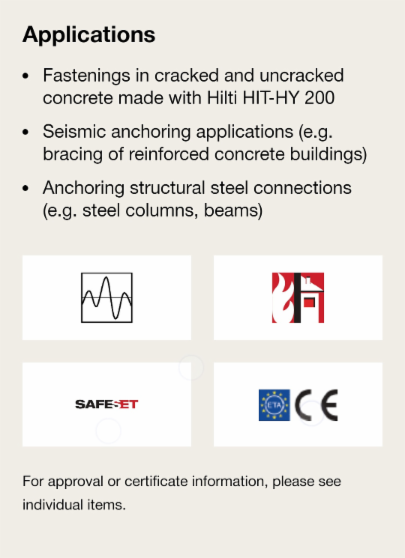 Applications
• Fastenings in cracked and uncracked
concrete made with Hilti HIT-HY 200
• Seismic anchoring applications (e.g.
bracing of reinforced concrete buildings)
• Anchoring structural steel connections
(e.g. steel columns, beams)
SAFESET
ETA CE
For approval or certificate information, please see
individual items.